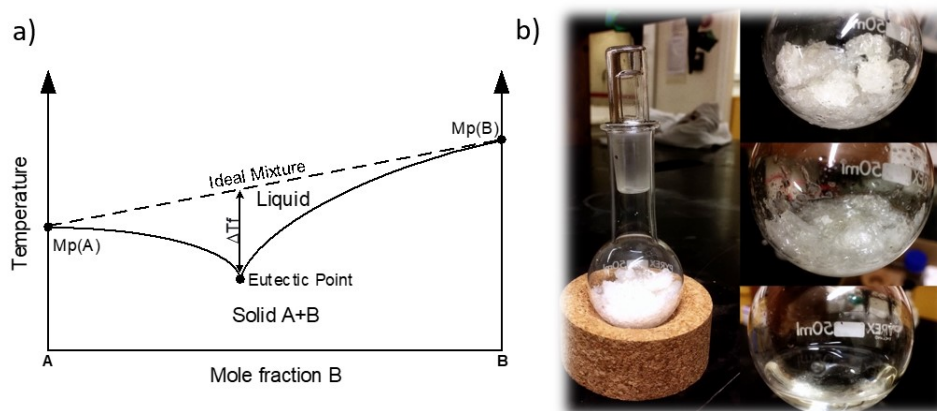 a)
b)
Temperature
Mp(A)
Mp(B)
Ideal Mixture
Liquid
ΔTf
Eutectic Point
Solid A+B
A
B
Mole fraction B
50ml
50ml
50ml